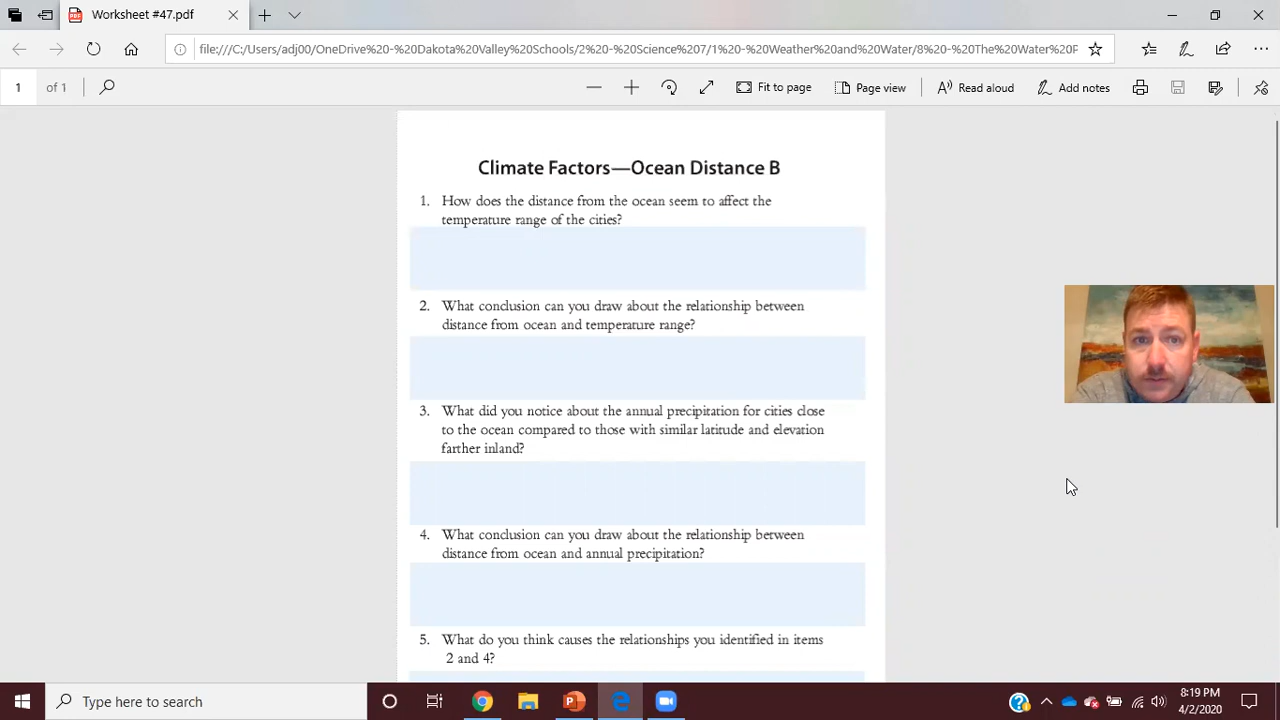 Worksheet #47.pdf
file:///C:/Users/adj00/OneDrive%20-%20Dakota%20Valley%20Schools/2%20-%20Science%207/1%20-%20Weather%20and%20Water/8%20-%20The%20Water%20P
1 of 1
Fit to page
Page view
Read aloud
Add notes
Climate Factors—Ocean Distance B
1. How does the distance from the ocean seem to affect the
temperature range of the cities?
2. What conclusion can you draw about the relationship between
distance from ocean and temperature range?
3. What did you notice about the annual precipitation for cities close
to the ocean compared to those with similar latitude and elevation
farther inland?
4. What conclusion can you draw about the relationship between
distance from ocean and annual precipitation?
5. What do you think causes the relationships you identified in items
2 and 4?
Type here to search
8:19 PM
4/2/2020